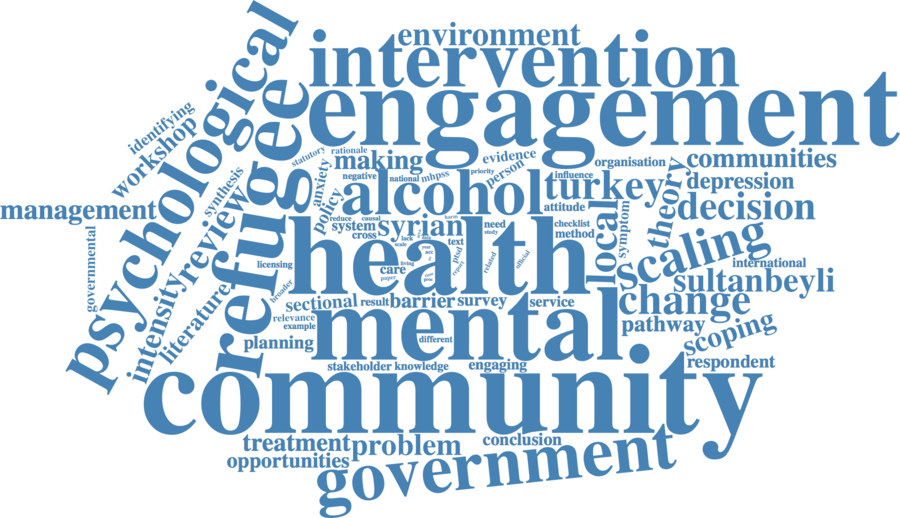 environment
intervention
engagement
psychological
refugee
identifying
workshop
synthesis
review
management
governmental
intensity
literature
statutory
rationale
making
negative
national
mhpss
priority
evidence
person
organisation
influence
communities
anxiety
policy
alcohol
turkey
theory
depression
attitude
decision
reduce
causal
harm
system
syrian
need
study
checklist
cross
method
local
symptom
scaling
lack
data
text
scale
health
ptsd
related
official
licensing
living
care
paper
report
international
sultanbeyli
broader
sectional
result
barrier
survey
service
change
relevance
example
mental
pathway
scoping
planning
different
stakeholder
knowledge
engaging
respondent
community
treatment
problem
conclusion
opportunities
government